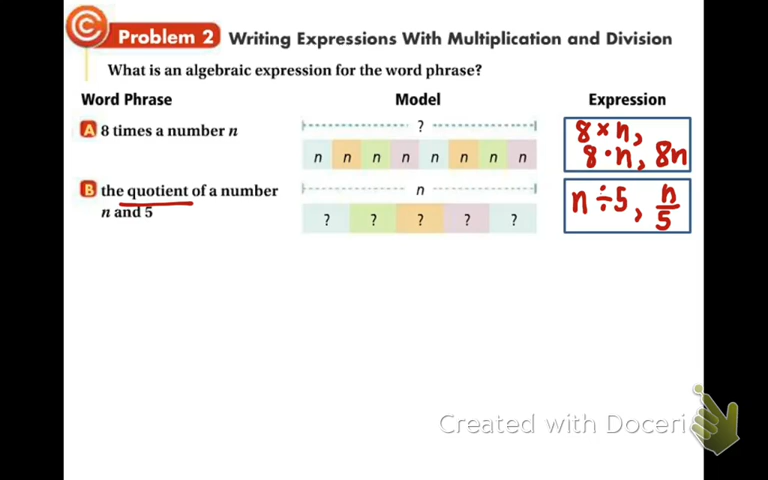 C Problem 2 Writing Expressions With Multiplication and Division
What is an algebraic expression for the word phrase?
Word Phrase Model Expression
A 8 times a number n ? 8 × n,
n n n n n n n n 8 · n, 8n
B the quotient of a number n n ÷ 5, n/5
n and 5 ? ? ? ? ?
Created with Doceri